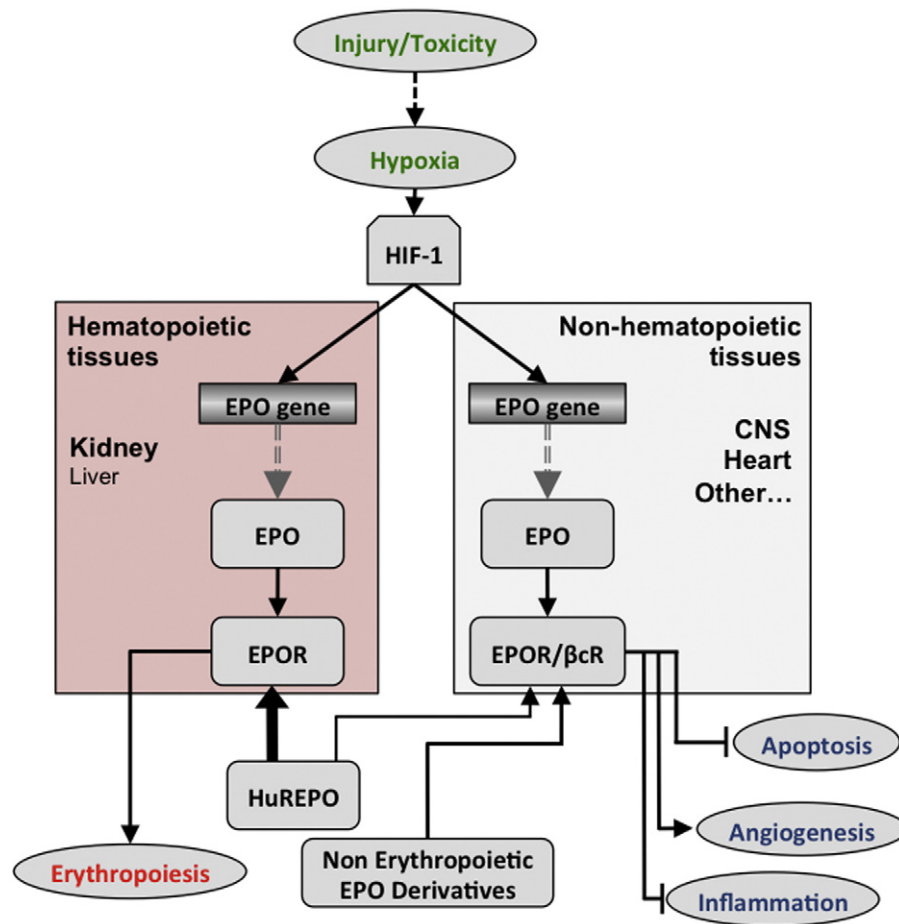 Injury/Toxicity
Hypoxia
HIF-1
Hematopoietic
tissues
Non-hematopoietic
tissues
EPO gene
EPO gene
Kidney
Liver
CNS
Heart
Other…
EPO
EPO
EPOR
EPOR/βcR
HuREPO
Apoptosis
Angiogenesis
Inflammation
Erythropoiesis
Non Erythropoietic
EPO Derivatives